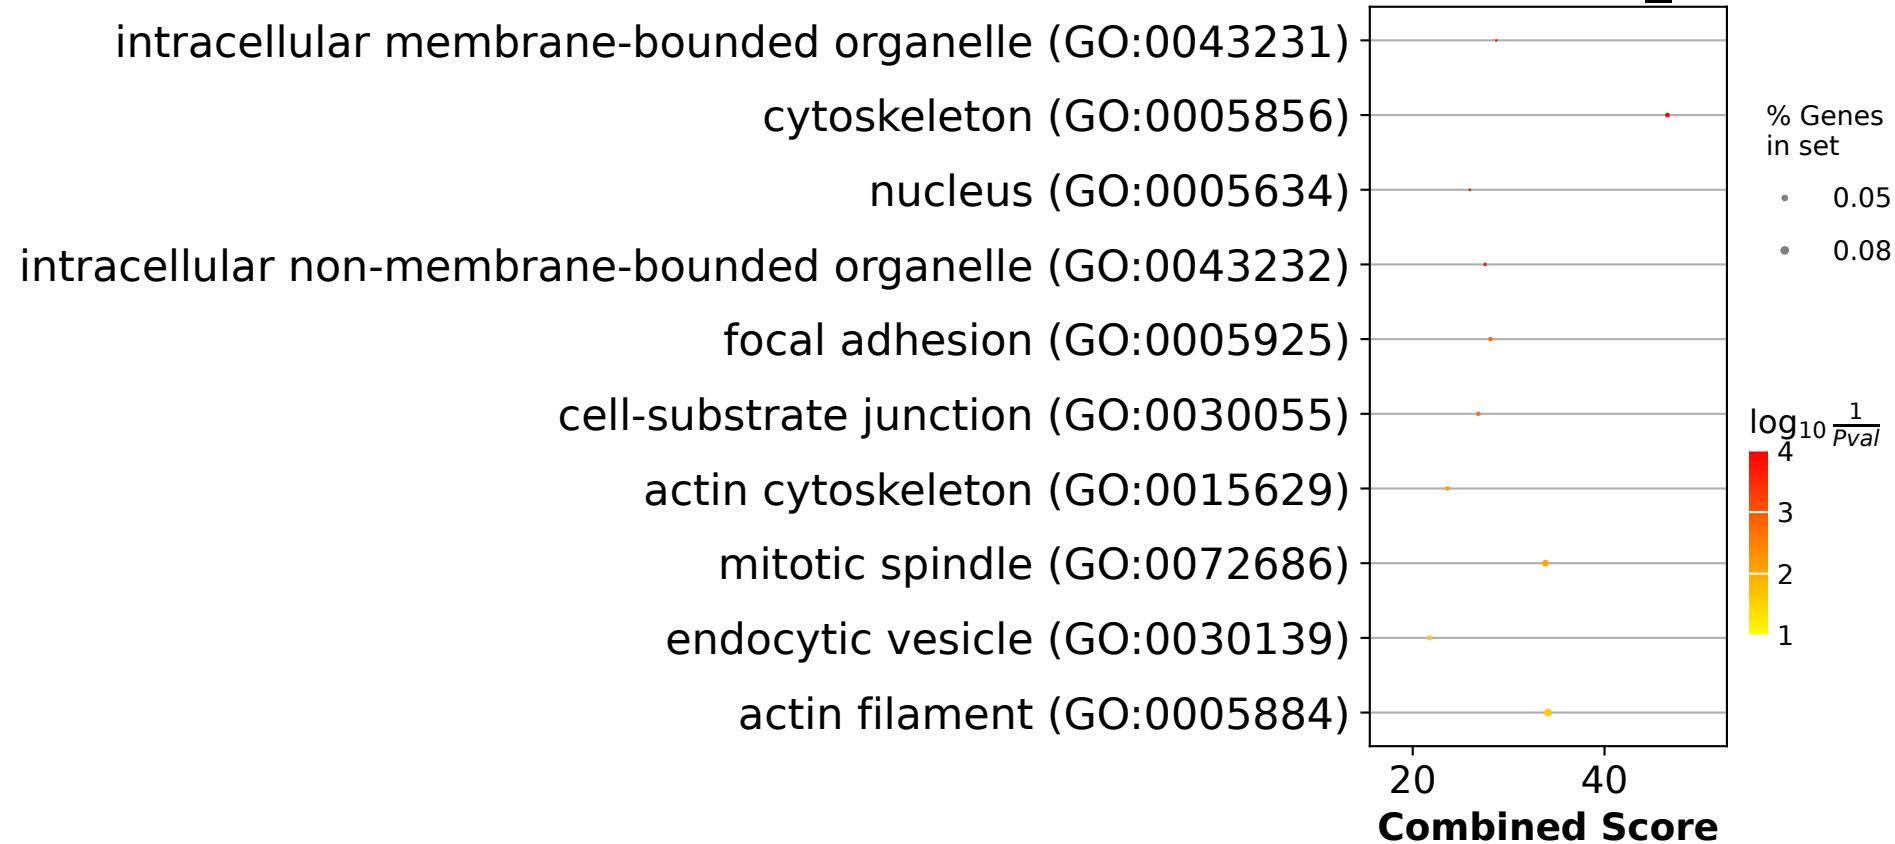 intracellular membrane-bounded organelle (GO:0043231)
cytoskeleton (GO:0005856)
nucleus (GO:0005634)
intracellular non-membrane-bounded organelle (GO:0043232)
focal adhesion (GO:0005925)
cell-substrate junction (GO:0030055)
actin cytoskeleton (GO:0015629)
mitotic spindle (GO:0072686)
endocytic vesicle (GO:0030139)
actin filament (GO:0005884)
20 40
Combined Score
% Genes
in set
0.05
0.08
log₁₀ 1/Pval
4
3
2
1